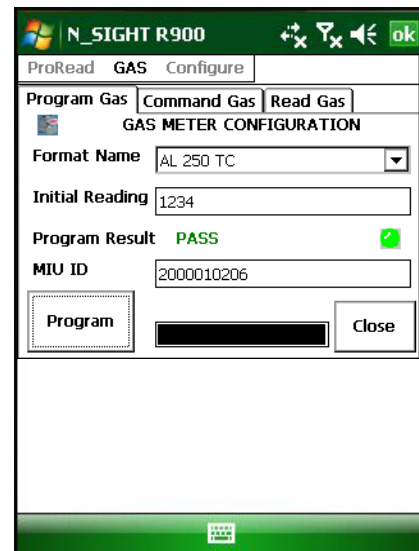 N_SIGHT R900 ok
ProRead GAS Configure
Program Gas Command Gas Read Gas
GAS METER CONFIGURATION
Format Name AL 250 TC
Initial Reading 1234
Program Result PASS
MIU ID 2000010206
Program Close